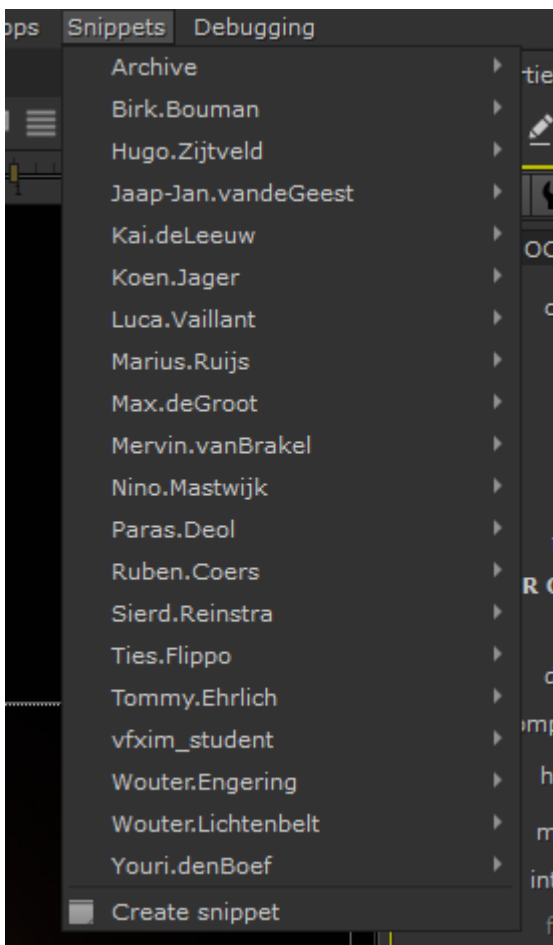 Snippets Debugging
Archive
Birk.Bouman
Hugo.Zijtveld
Jaap-Jan.vandeGeest
Kai.deLeeuw
Koen.Jager
Luca.Vaillant
Marius.Ruijs
Max.deGroot
Mervin.vanBrakel
Nino.Mastwijk
Paras.Deol
Ruben.Coers
Sierd.Reinstra
Ties.Flippo
Tommy.Ehrlich
vfxim_student
Wouter.Engering
Wouter.Lichtenbelt
Youri.denBoef
Create snippet